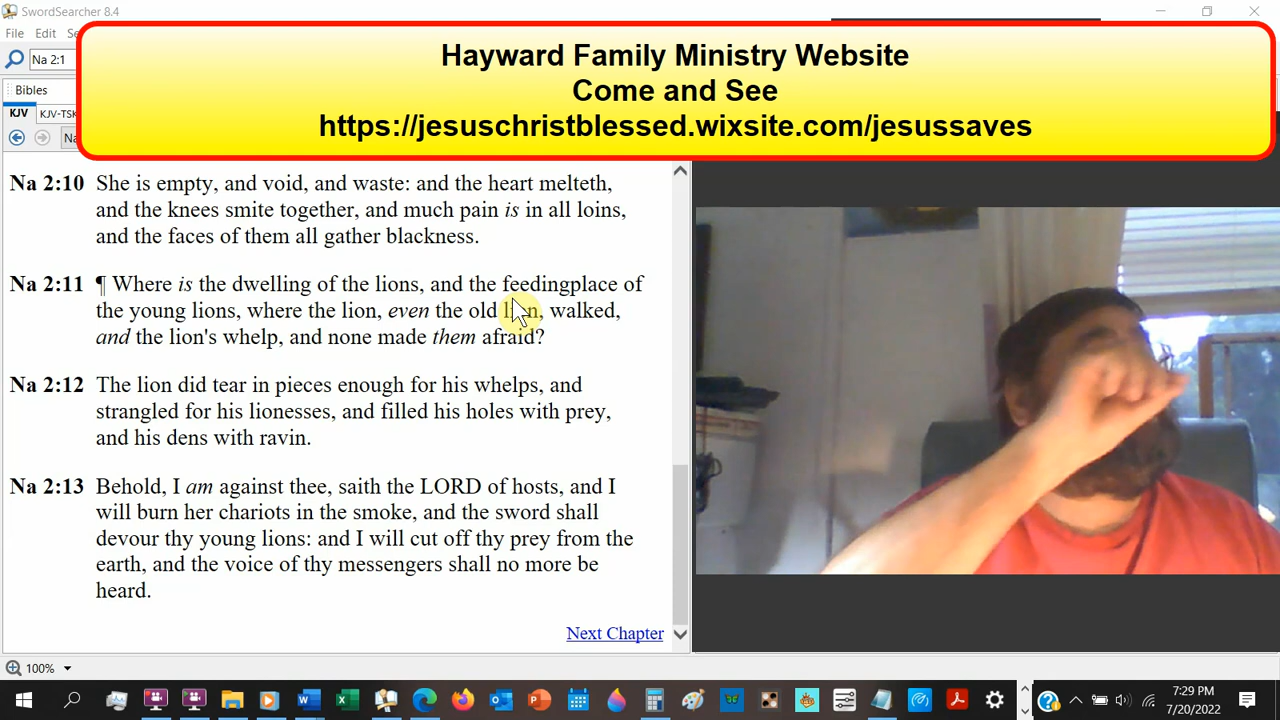 SwordSearcher 8.4
File Edit
Hayward Family Ministry Website
Come and See
https://jesuschristblessed.wixsite.com/jesussaves
Na 2:1
Bibles
KJV KJV-TSK
Na 2:10 She is empty, and void, and waste: and the heart melteth,
and the knees smite together, and much pain is in all loins,
and the faces of them all gather blackness.
Na 2:11 ¶ Where is the dwelling of the lions, and the feedingplace of
the young lions, where the lion, even the old lion, walked,
and the lion's whelp, and none made them afraid?
Na 2:12 The lion did tear in pieces enough for his whelps, and
strangled for his lionesses, and filled his holes with prey,
and his dens with ravin.
Na 2:13 Behold, I am against thee, saith the LORD of hosts, and I
will burn her chariots in the smoke, and the sword shall
devour thy young lions: and I will cut off thy prey from the
earth, and the voice of thy messengers shall no more be
heard.
Next Chapter
100%
7:29 PM
7/20/2022